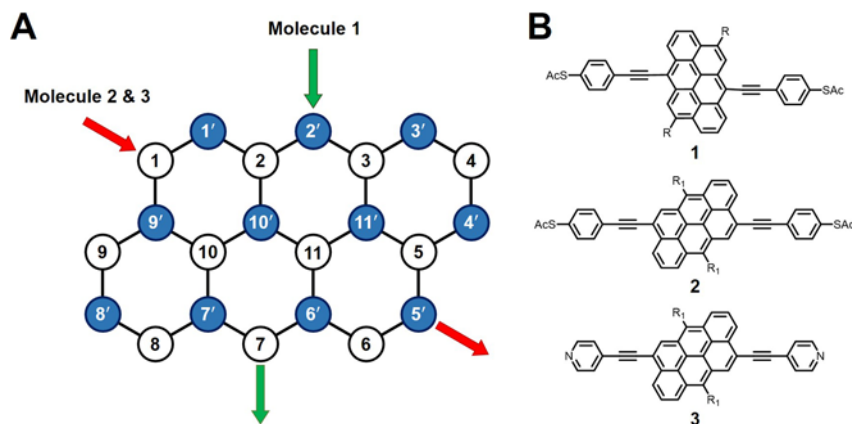 A
B
Molecule 1
Molecule 2 & 3
1′ 2′ 3′
1 2 3 4
9′ 10′ 11′ 4′
9 10 11 5
8′ 7′ 6′ 5′
8 7 6
R
AcS
SAc
R
1
R₁
AcS
SAc
R₁
2
R₁
N
N
R₁
3